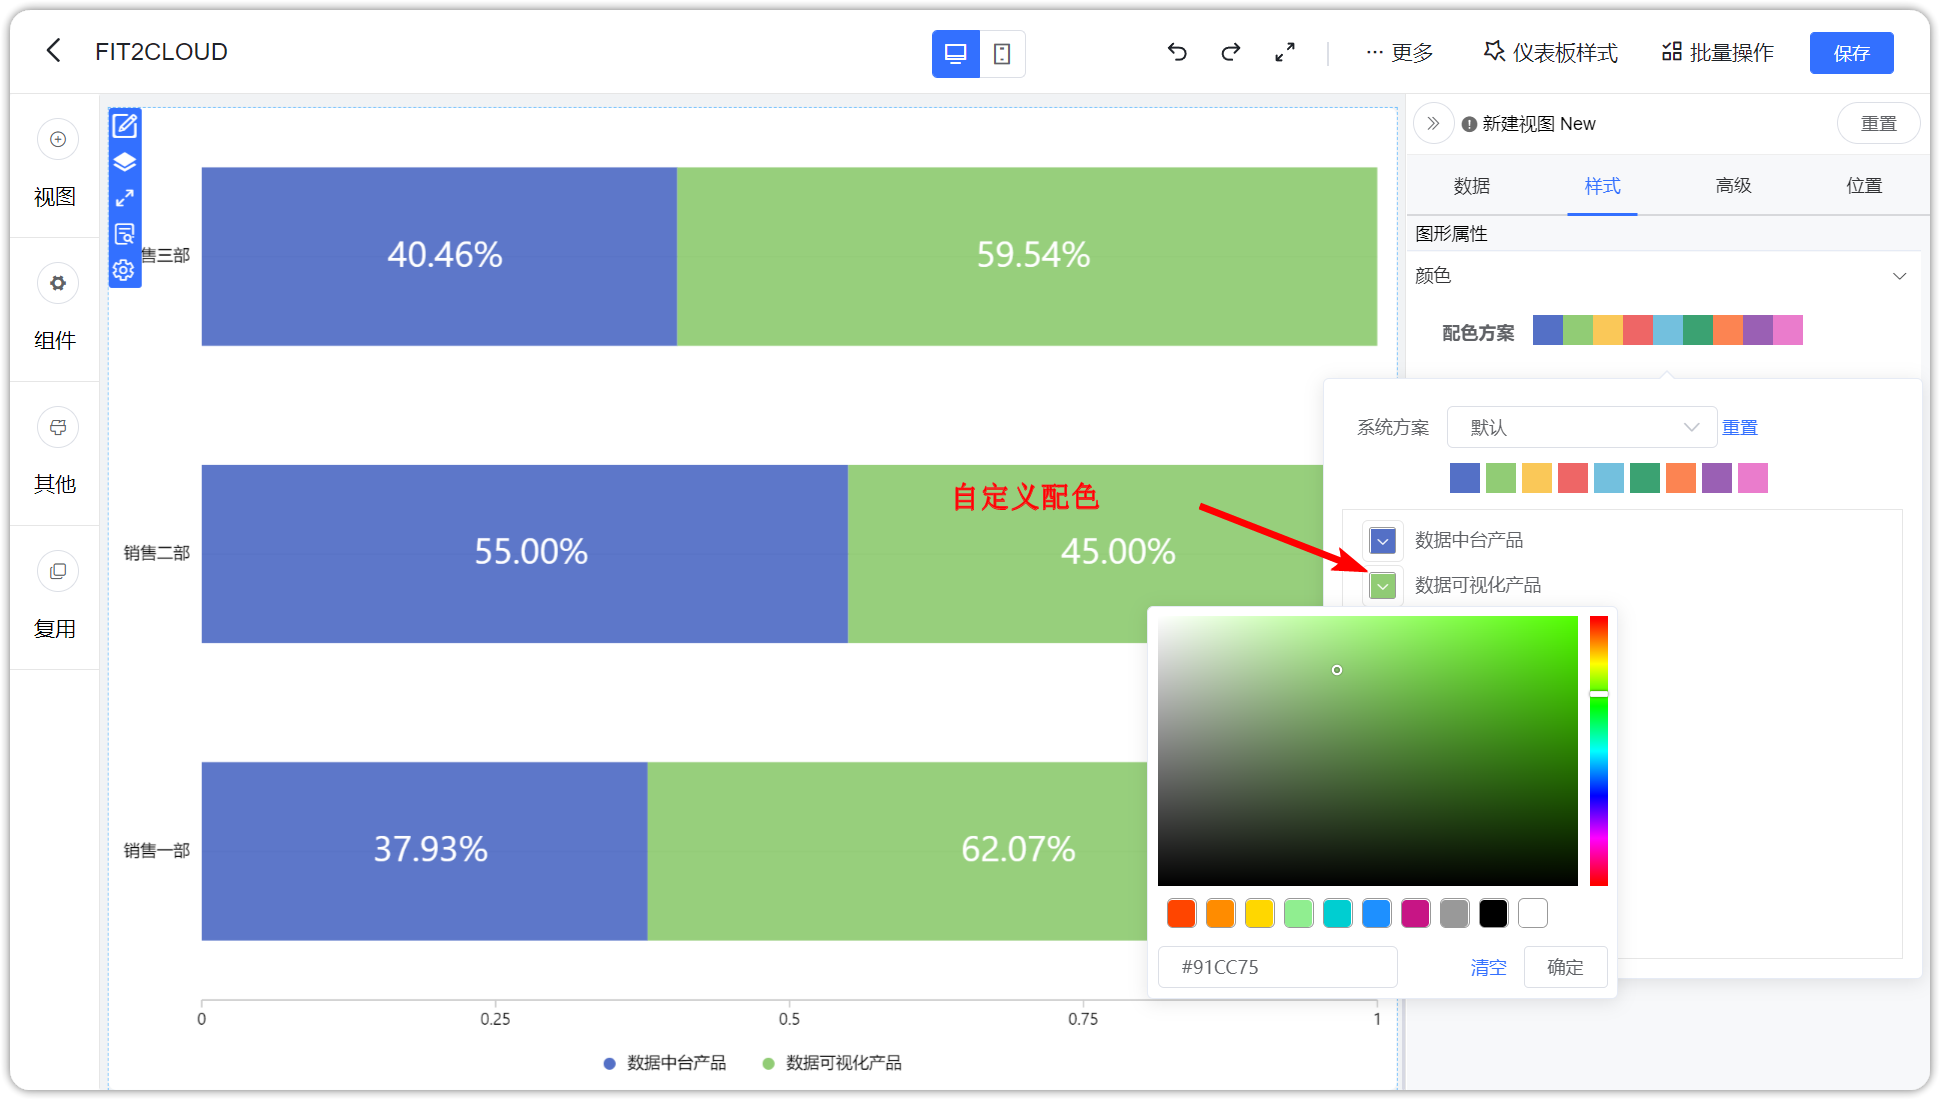 FIT2CLOUD
··· 更多
仪表板样式
批量操作
保存
视图
组件
其他
复用
新建视图 New
重置
数据
样式
高级
位置
图形属性
颜色
配色方案
系统方案
默认
重置
数据中台产品
数据可视化产品
自定义配色
售三部
40.46%
59.54%
销售二部
55.00%
45.00%
销售一部
37.93%
62.07%
0
0.25
0.5
0.75
1
数据中台产品
数据可视化产品
#91CC75
清空
确定